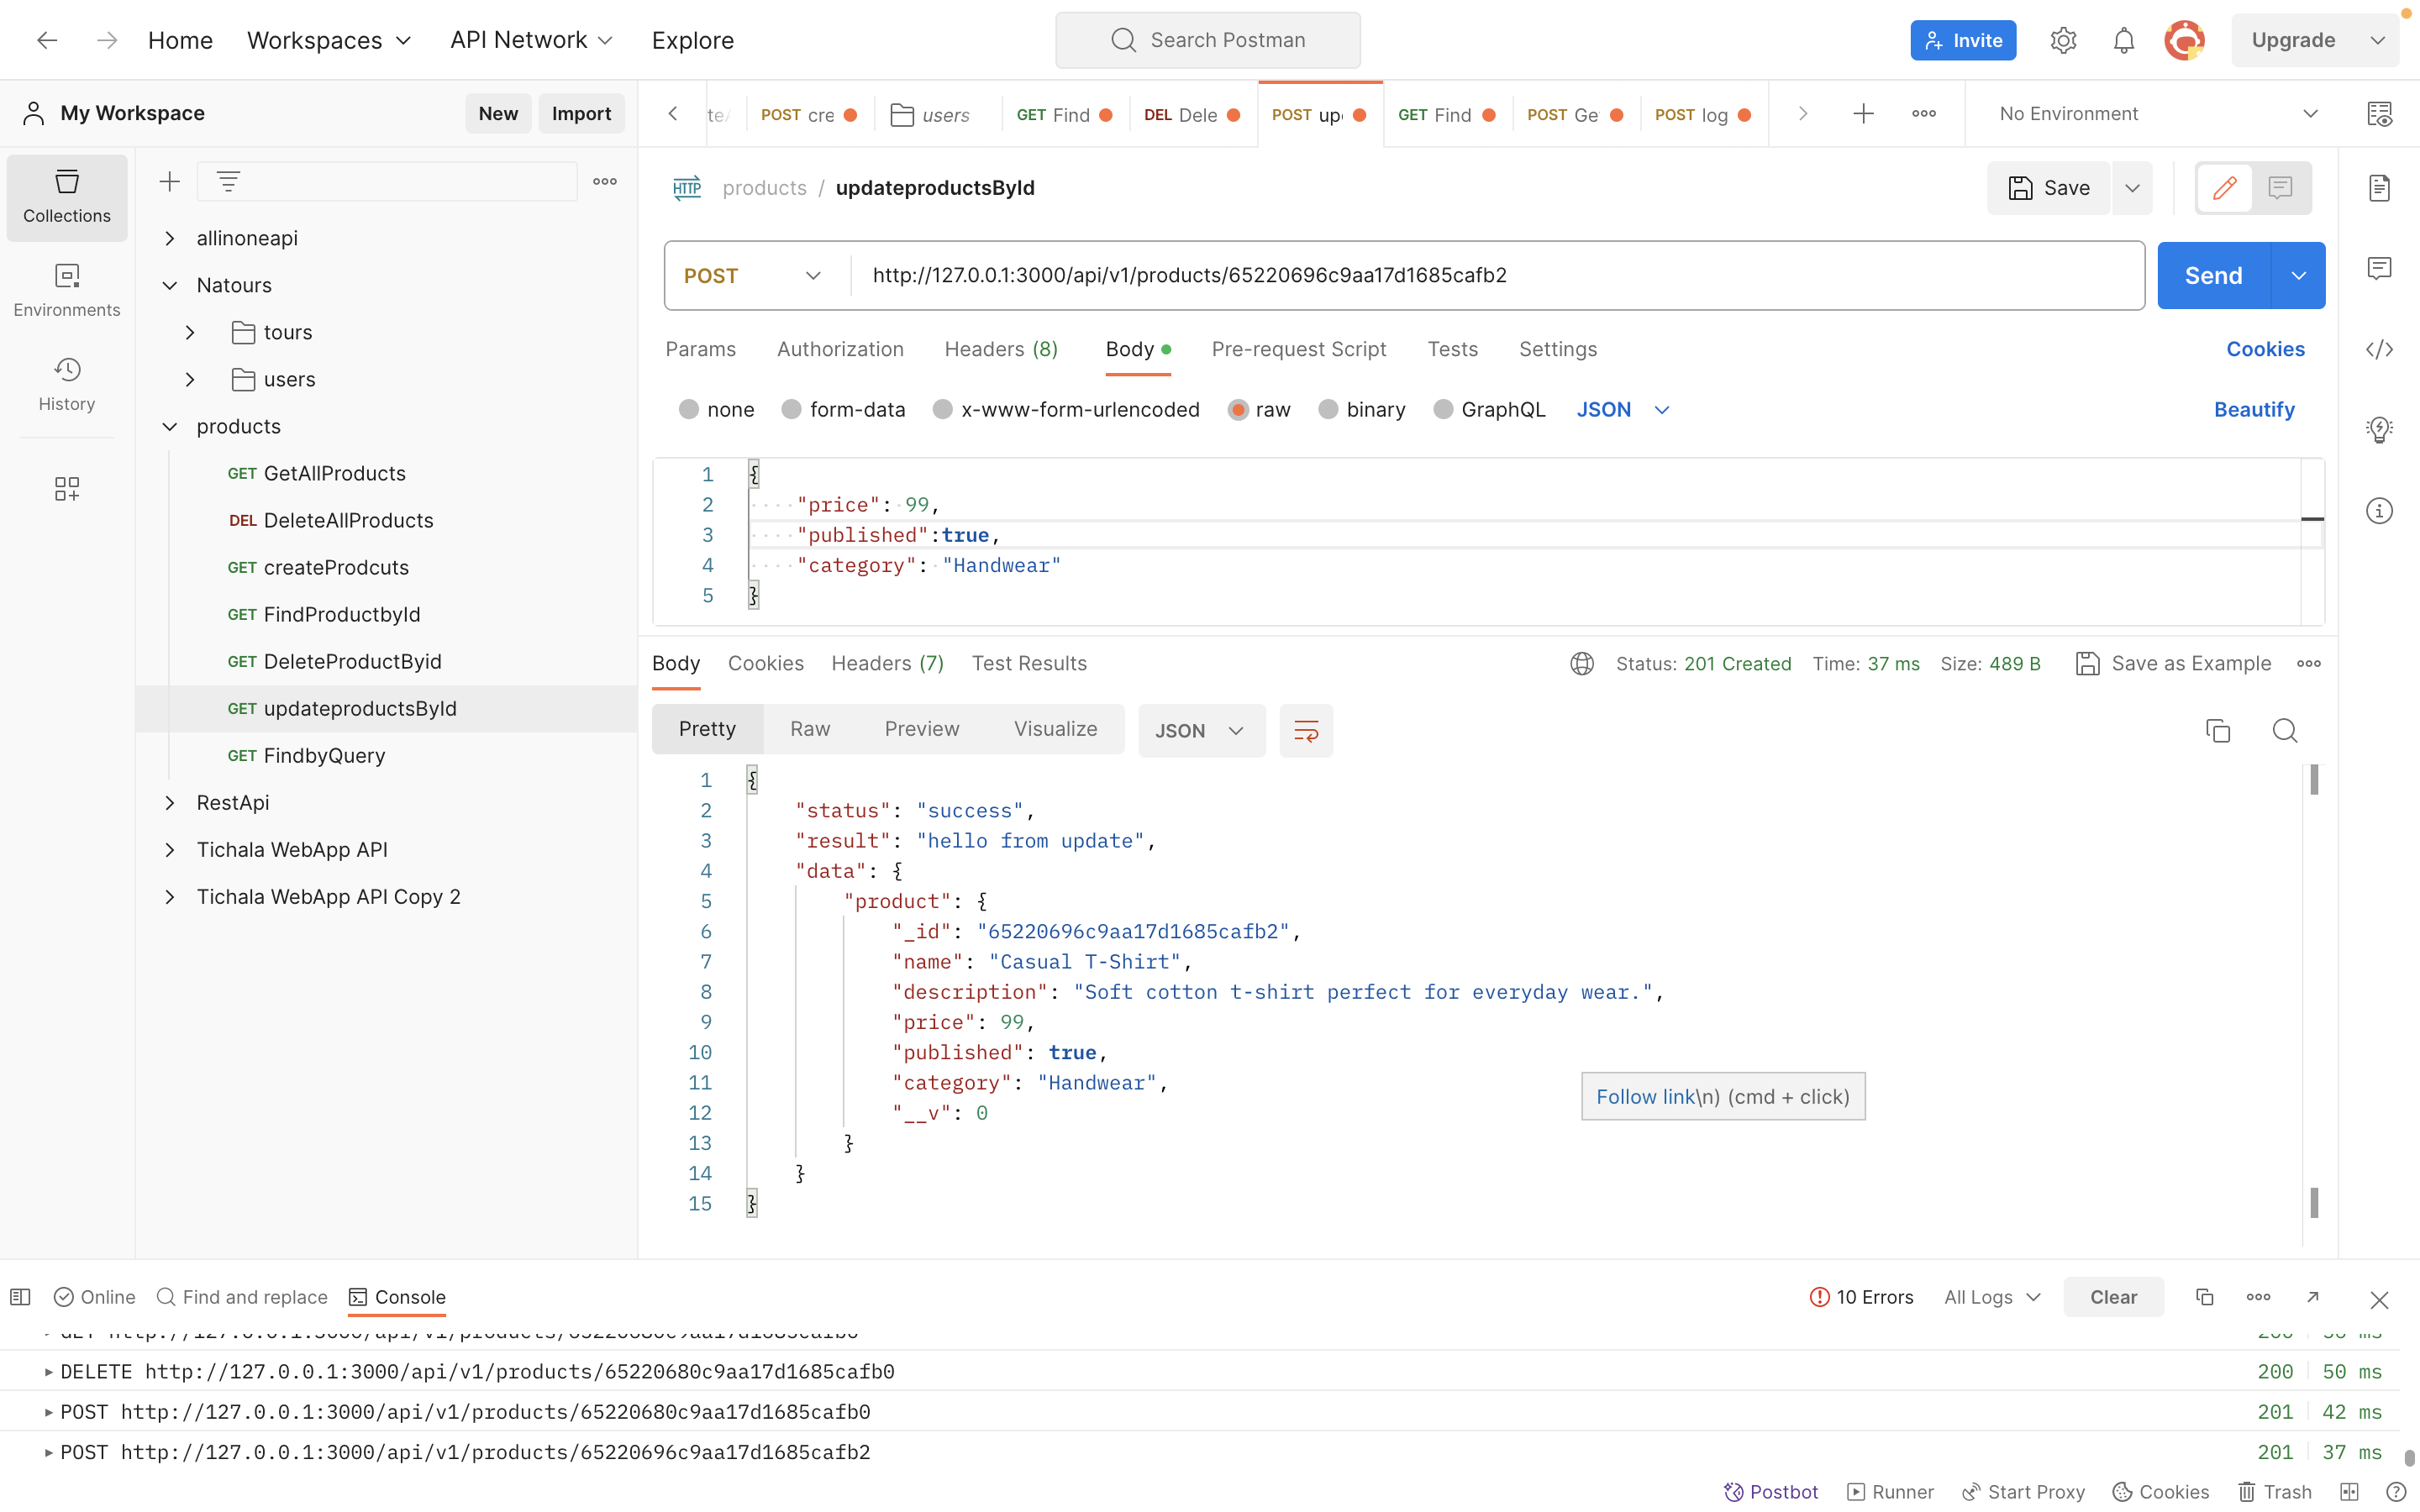 Home Workspaces API Network Explore Search Postman Invite Upgrade
My Workspace New Import
POST cre users GET Find DEL Dele POST up GET Find POST Ge POST log No Environment
Collections
Environments
History
allinoneapi
Natours
tours
users
products
GET GetAllProducts
DEL DeleteAllProducts
GET createProdcuts
GET FindProductbyId
GET DeleteProductByid
GET updateproductsById
GET FindbyQuery
RestApi
Tichala WebApp API
Tichala WebApp API Copy 2
HTTP products / updateproductsById Save
POST http://127.0.0.1:3000/api/v1/products/65220696c9aa17d1685cafb2 Send
Params Authorization Headers (8) Body Pre-request Script Tests Settings Cookies
none form-data x-www-form-urlencoded raw binary GraphQL JSON Beautify
1 {
2 "price": 99,
3 "published":true,
4 "category": "Handwear"
5 }
Body Cookies Headers (7) Test Results Status: 201 Created Time: 37 ms Size: 489 B Save as Example
Pretty Raw Preview Visualize JSON
1 {
2 "status": "success",
3 "result": "hello from update",
4 "data": {
5 "product": {
6 "_id": "65220696c9aa17d1685cafb2",
7 "name": "Casual T-Shirt",
8 "description": "Soft cotton t-shirt perfect for everyday wear.",
9 "price": 99,
10 "published": true,
11 "category": "Handwear",
12 "__v": 0
13 }
14 }
15 }
Follow link\n) (cmd + click)
Online Find and replace Console 10 Errors All Logs Clear
DELETE http://127.0.0.1:3000/api/v1/products/65220680c9aa17d1685cafb0 200 50 ms
POST http://127.0.0.1:3000/api/v1/products/65220680c9aa17d1685cafb0 201 42 ms
POST http://127.0.0.1:3000/api/v1/products/65220696c9aa17d1685cafb2 201 37 ms
Postbot Runner Start Proxy Cookies Trash